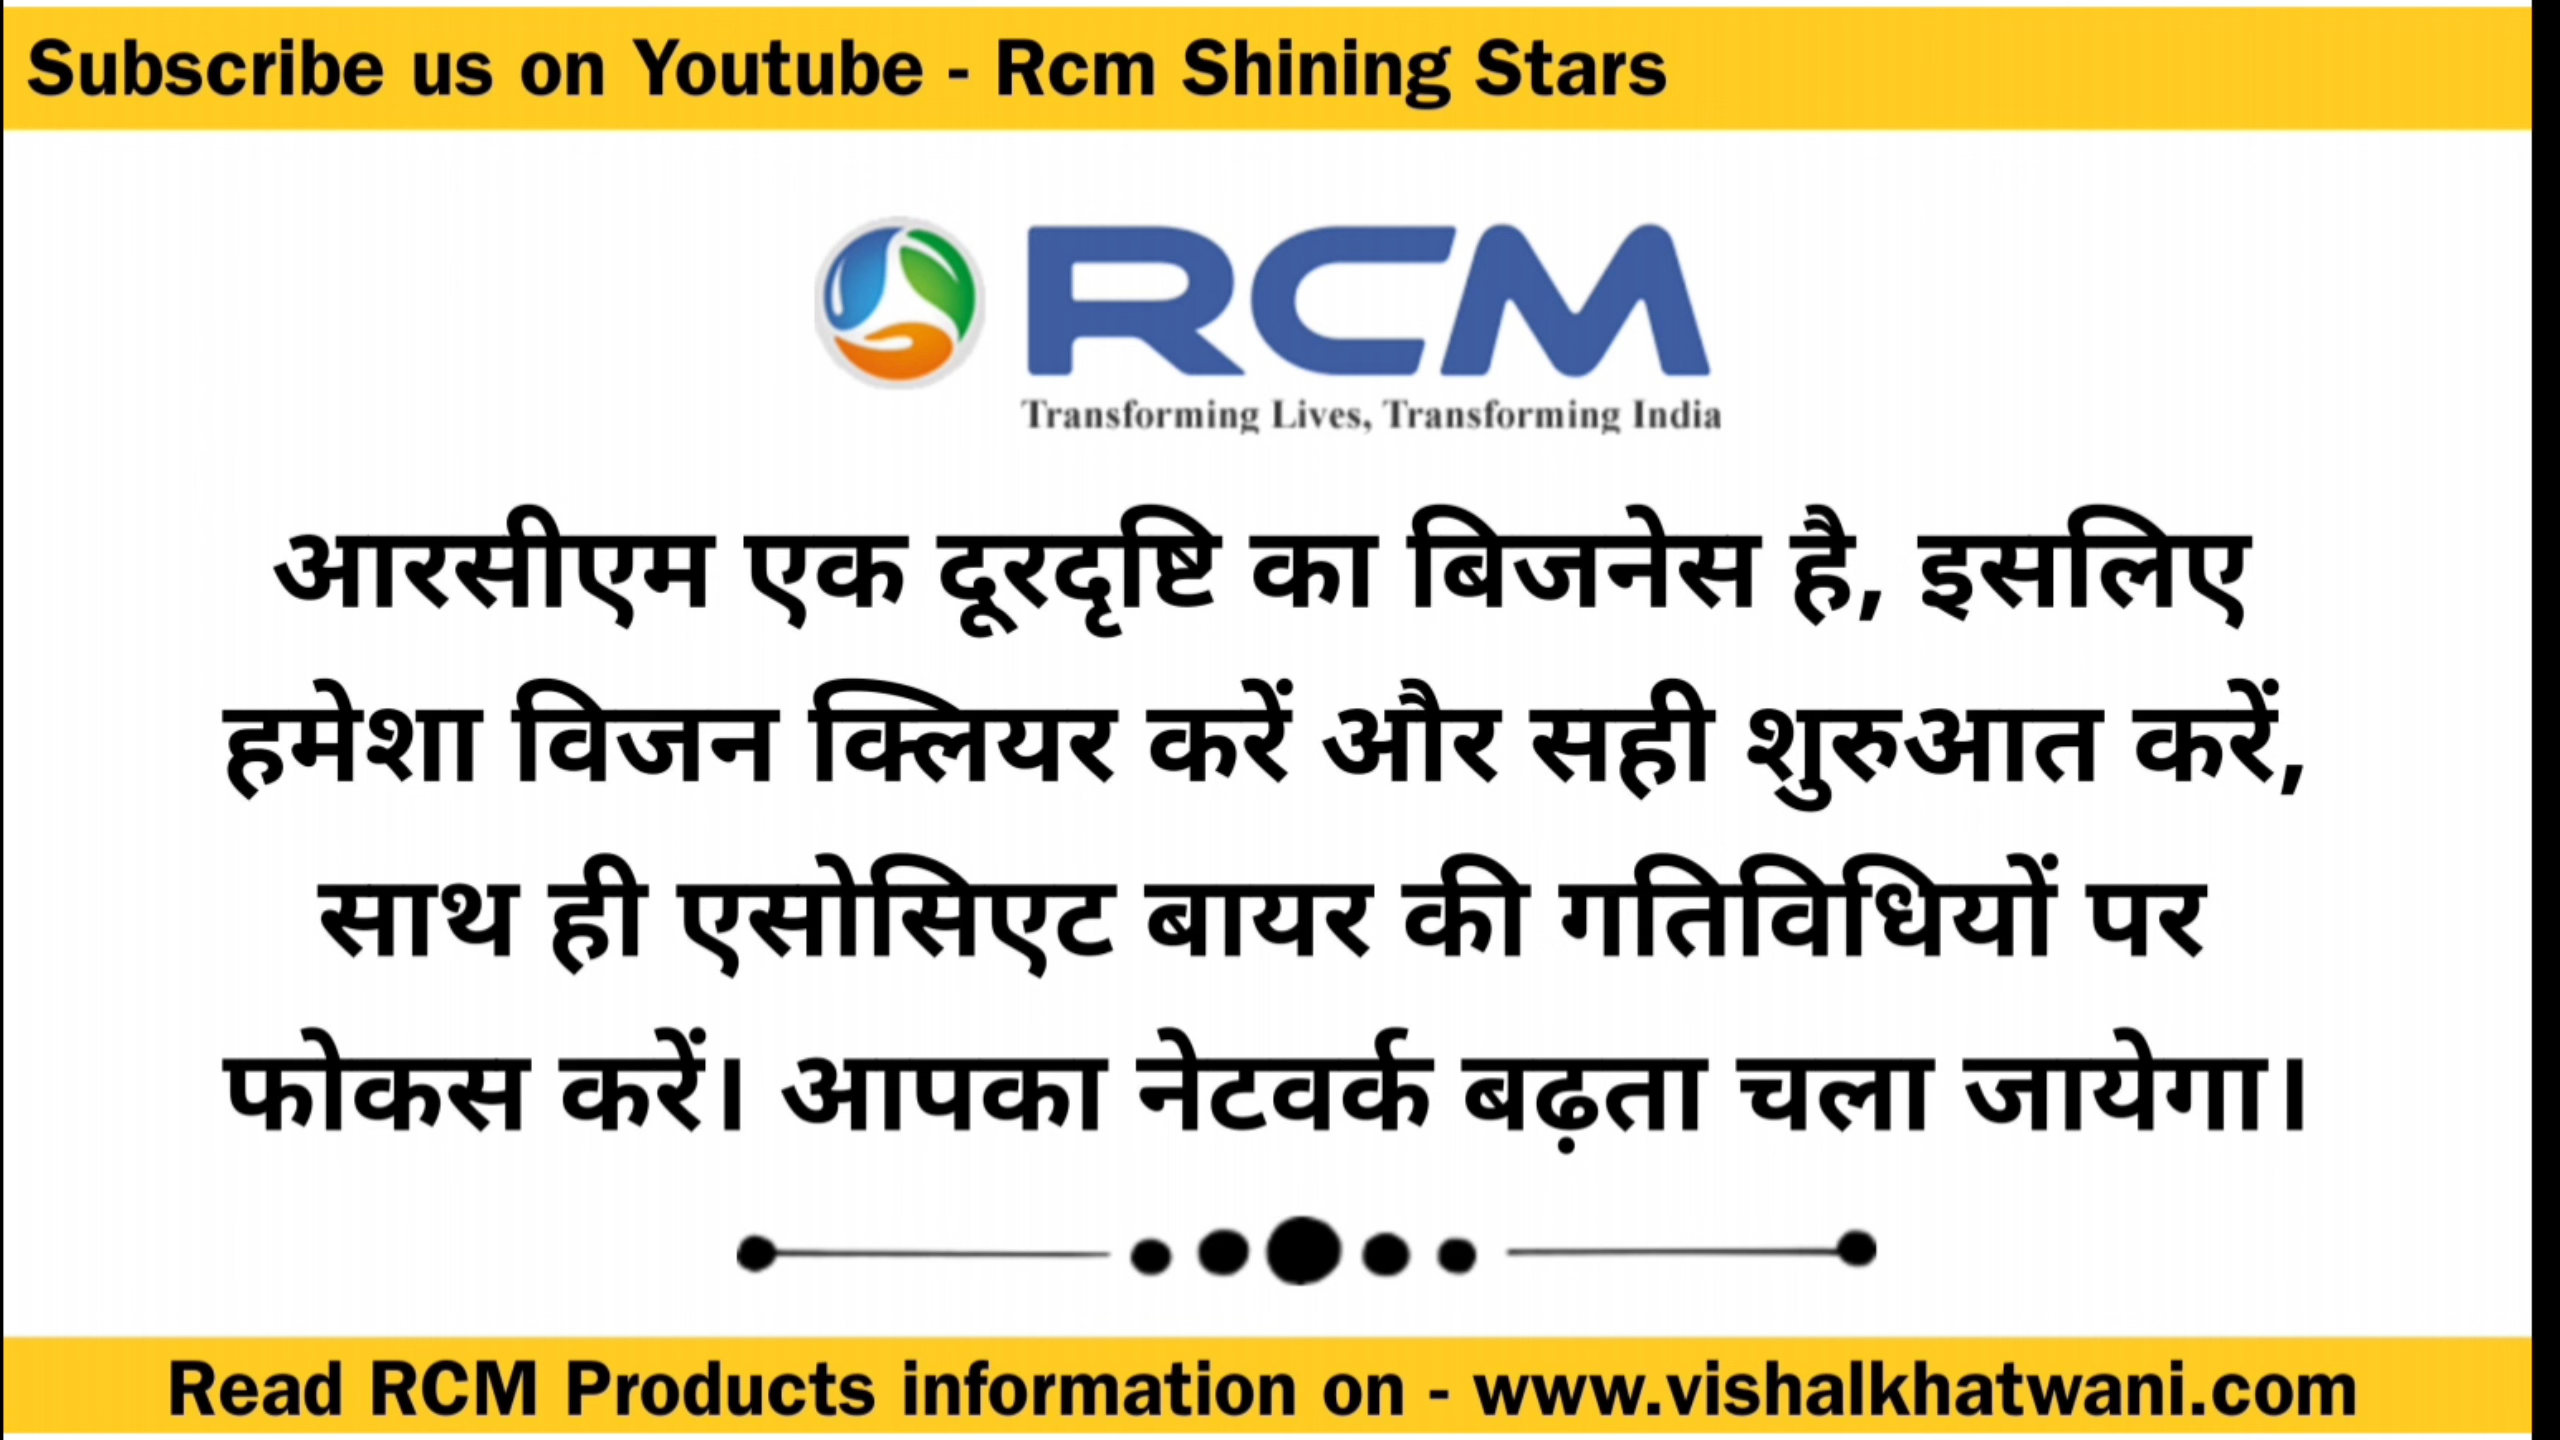 Subscribe us on Youtube - Rcm Shining Stars
RCM
Transforming Lives, Transforming India
आरसीएम एक दूरदृष्टि का बिजनेस है, इसलिए
हमेशा विजन क्लियर करें और सही शुरुआत करें,
साथ ही एसोसिएट बायर की गतिविधियों पर
फोकस करें। आपका नेटवर्क बढ़ता चला जायेगा।
Read RCM Products information on - www.vishalkhatwani.com